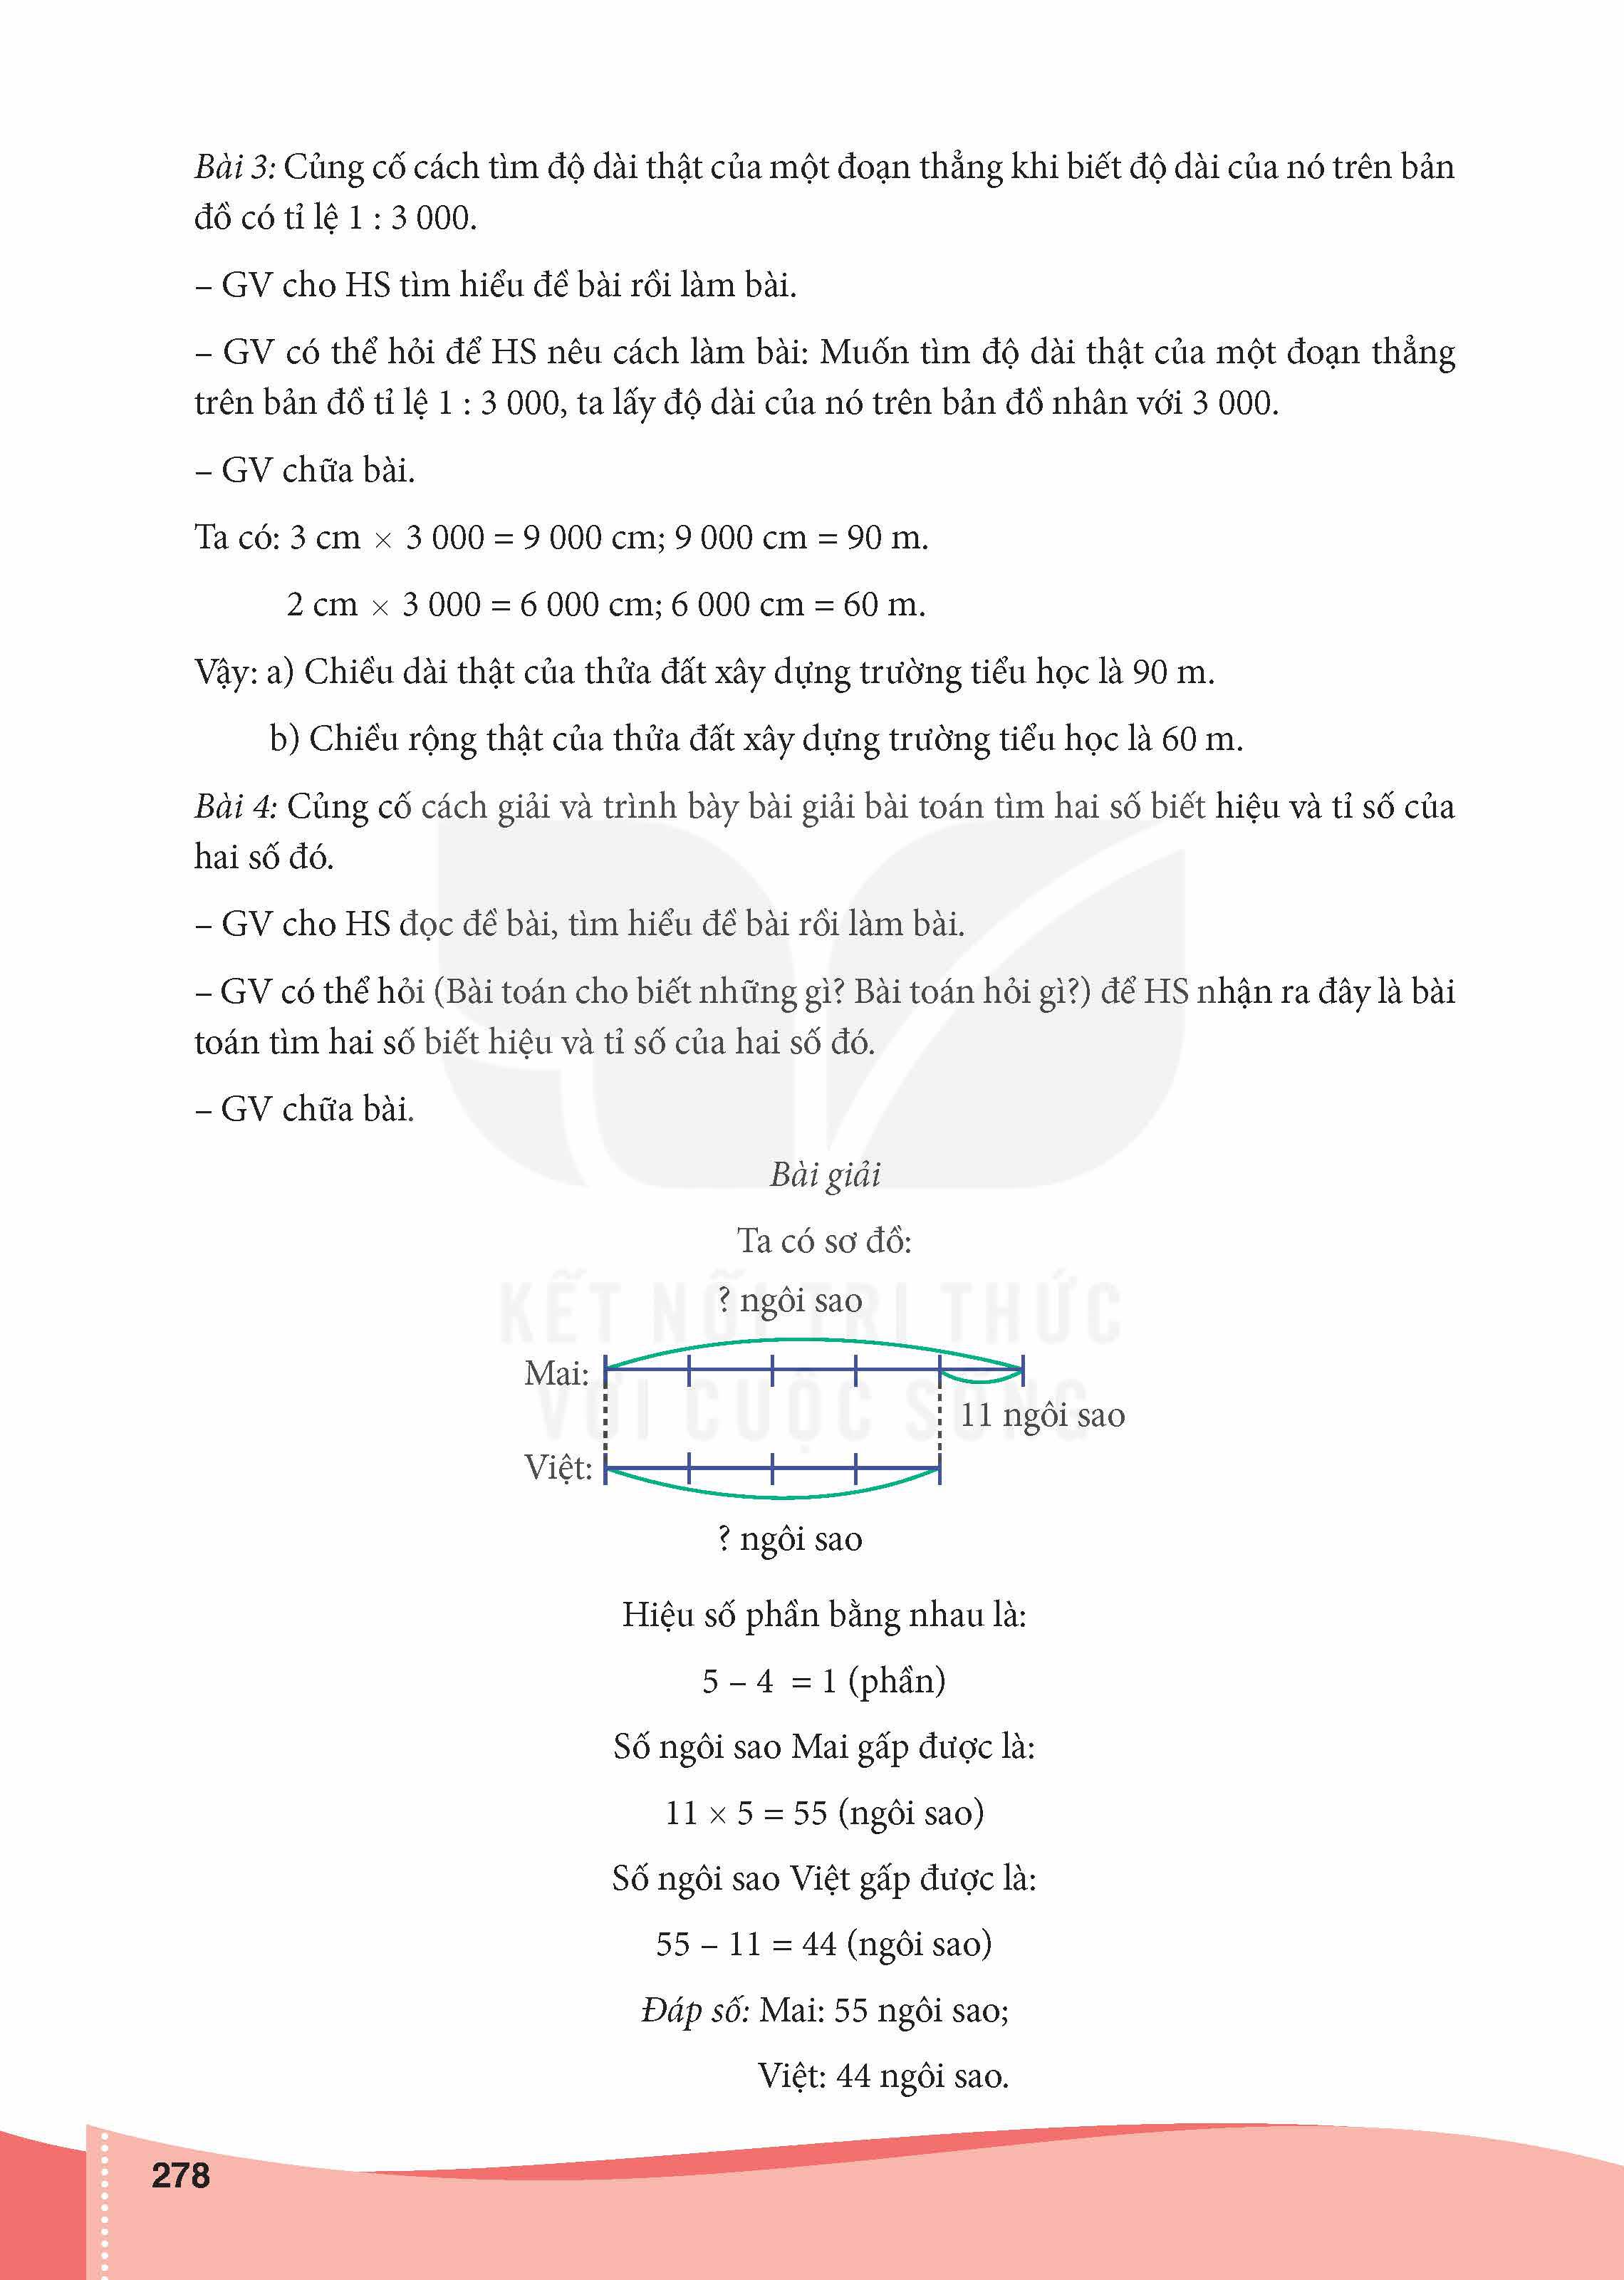 Bài 3: Củng cố cách tìm độ dài thật của một đoạn thẳng khi biết độ dài của nó trên bản
đồ có tỉ lệ 1 : 3 000.
– GV cho HS tìm hiểu đề bài rồi làm bài.
– GV có thể hỏi để HS nêu cách làm bài: Muốn tìm độ dài thật của một đoạn thẳng
trên bản đồ tỉ lệ 1 : 3 000, ta lấy độ dài của nó trên bản đồ nhân với 3 000.
– GV chữa bài.
Ta có: 3 cm × 3 000 = 9 000 cm; 9 000 cm = 90 m.
2 cm × 3 000 = 6 000 cm; 6 000 cm = 60 m.
Vậy: a) Chiều dài thật của thửa đất xây dựng trường tiểu học là 90 m.
b) Chiều rộng thật của thửa đất xây dựng trường tiểu học là 60 m.
Bài 4: Củng cố cách giải và trình bày bài giải bài toán tìm hai số biết hiệu và tỉ số của
hai số đó.
– GV cho HS đọc đề bài, tìm hiểu đề bài rồi làm bài.
– GV có thể hỏi (Bài toán cho biết những gì? Bài toán hỏi gì?) để HS nhận ra đây là bài
toán tìm hai số biết hiệu và tỉ số của hai số đó.
– GV chữa bài.
Bài giải
Ta có sơ đồ:
KẾT NỐI TRI THỨC
? ngôi sao
Mai:
VỚI CUỘC SỐNG
11 ngôi sao
Việt:
? ngôi sao
Hiệu số phần bằng nhau là:
5 – 4 = 1 (phần)
Số ngôi sao Mai gấp được là:
11 × 5 = 55 (ngôi sao)
Số ngôi sao Việt gấp được là:
55 – 11 = 44 (ngôi sao)
Đáp số: Mai: 55 ngôi sao;
Việt: 44 ngôi sao.
278